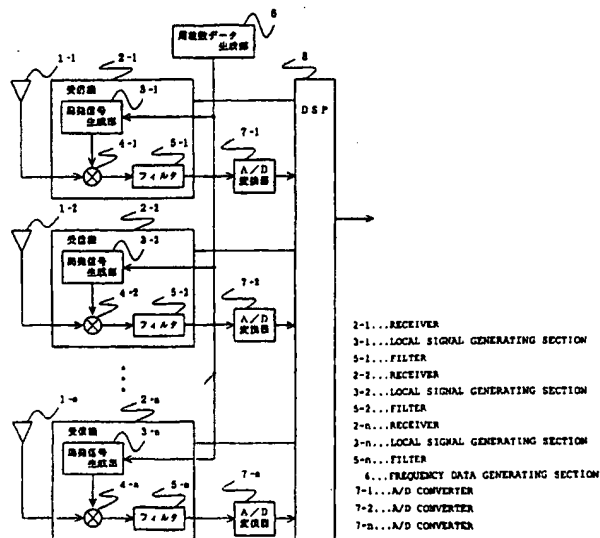 6
周波数データ
生成部
1-1
2-1
8
受信機
3-1
DSP
局発信号
生成部
4-1
5-1
7-1
フィルタ
A/D
変換器
1-2
2-2
受信機
3-2
局発信号
生成部
4-2
5-2
7-2
フィルタ
A/D
変換器
1-n
2-n
受信機
3-n
局発信号
生成部
4-n
5-n
7-n
フィルタ
A/D
変換器
2-1...RECEIVER
3-1...LOCAL SIGNAL GENERATING SECTION
5-1...FILTER
2-2...RECEIVER
3-2...LOCAL SIGNAL GENERATING SECTION
5-2...FILTER
2-n...RECEIVER
3-n...LOCAL SIGNAL GENERATING SECTION
5-n...FILTER
6...FREQUENCY DATA GENERATING SECTION
7-1...A/D CONVERTER
7-2...A/D CONVERTER
7-n...A/D CONVERTER